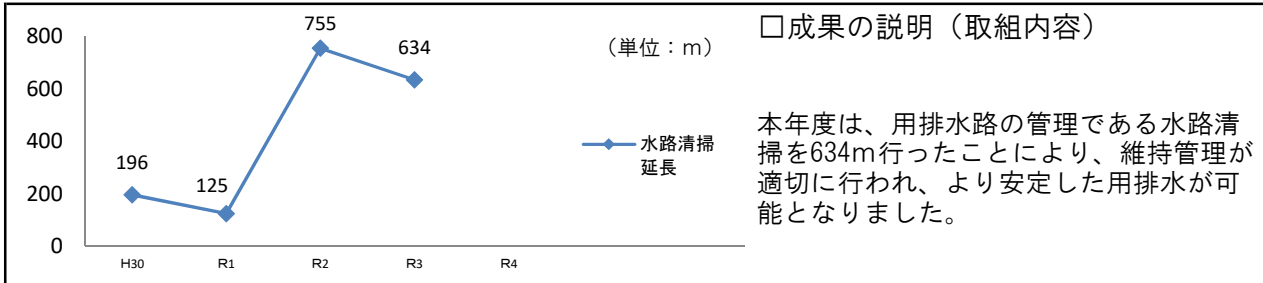 800
600
400
200
0
196
125
755
634
H30
R1
R2
R3
R4
（単位：ｍ）
水路清掃
延長
□成果の説明（取組内容）
本年度は、用排水路の管理である水路清
掃を634ｍ行ったことにより、維持管理が
適切に行われ、より安定した用排水が可
能となりました。